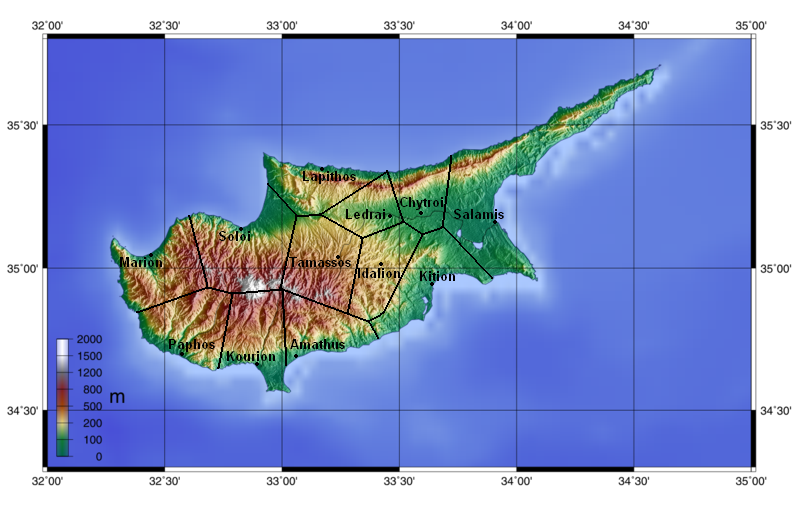 32°00' 32°30' 33°00' 33°30' 34°00' 34°30' 35°00'
35°30' 35°30'
Lapithos
Chytroi
Ledrai Salamis
Soloi
Marion Tamassos
35°00' 35°00'
Idalion Kition
2000
1500
1200
800
500
200
100
0
m
Paphos Kourion Amathus
34°30' 34°30'
32°00' 32°30' 33°00' 33°30' 34°00' 34°30' 35°00'